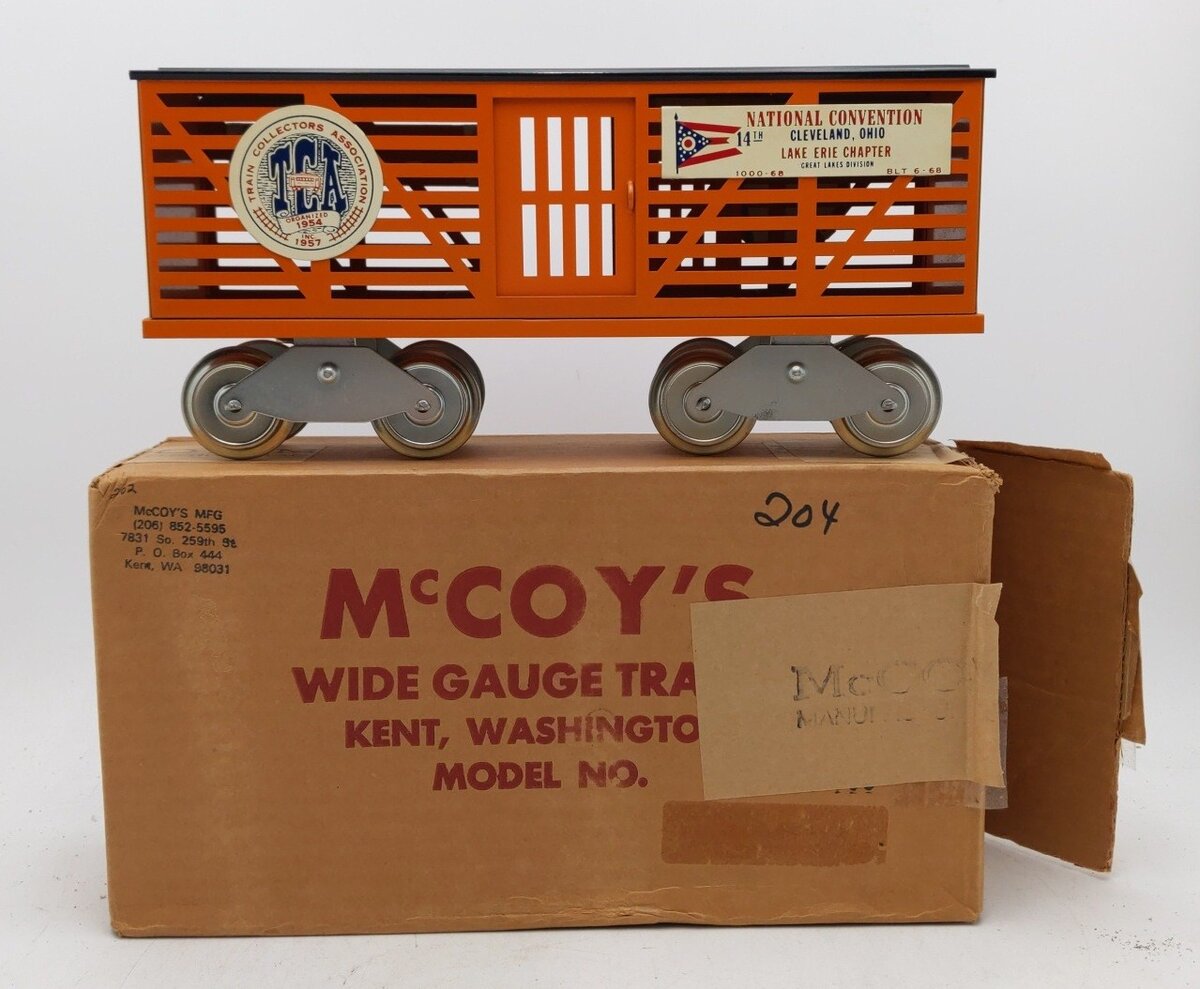 TRAIN COLLECTORS ASSOCIATION
TCA
ORGANIZED
1954
INC
1957
NATIONAL CONVENTION
14TH
CLEVELAND, OHIO
LAKE ERIE CHAPTER
GREAT LAKES DIVISION
1000-68 BLT 6-68
202
McCOY'S MFG
(206) 852-5595
7831 So. 259th St.
P. O. Box 444
Kent, WA 98031
204
McCOY'S
WIDE GAUGE TRA
KENT, WASHINGTO
MODEL NO.
McCO
MANUF